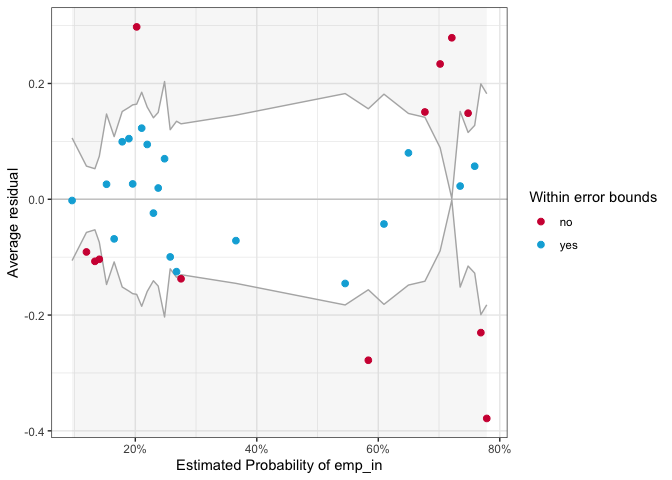 0.2
0.0
-0.2
-0.4
Average residual
20%
40%
60%
80%
Estimated Probability of emp_in
Within error bounds
no
yes